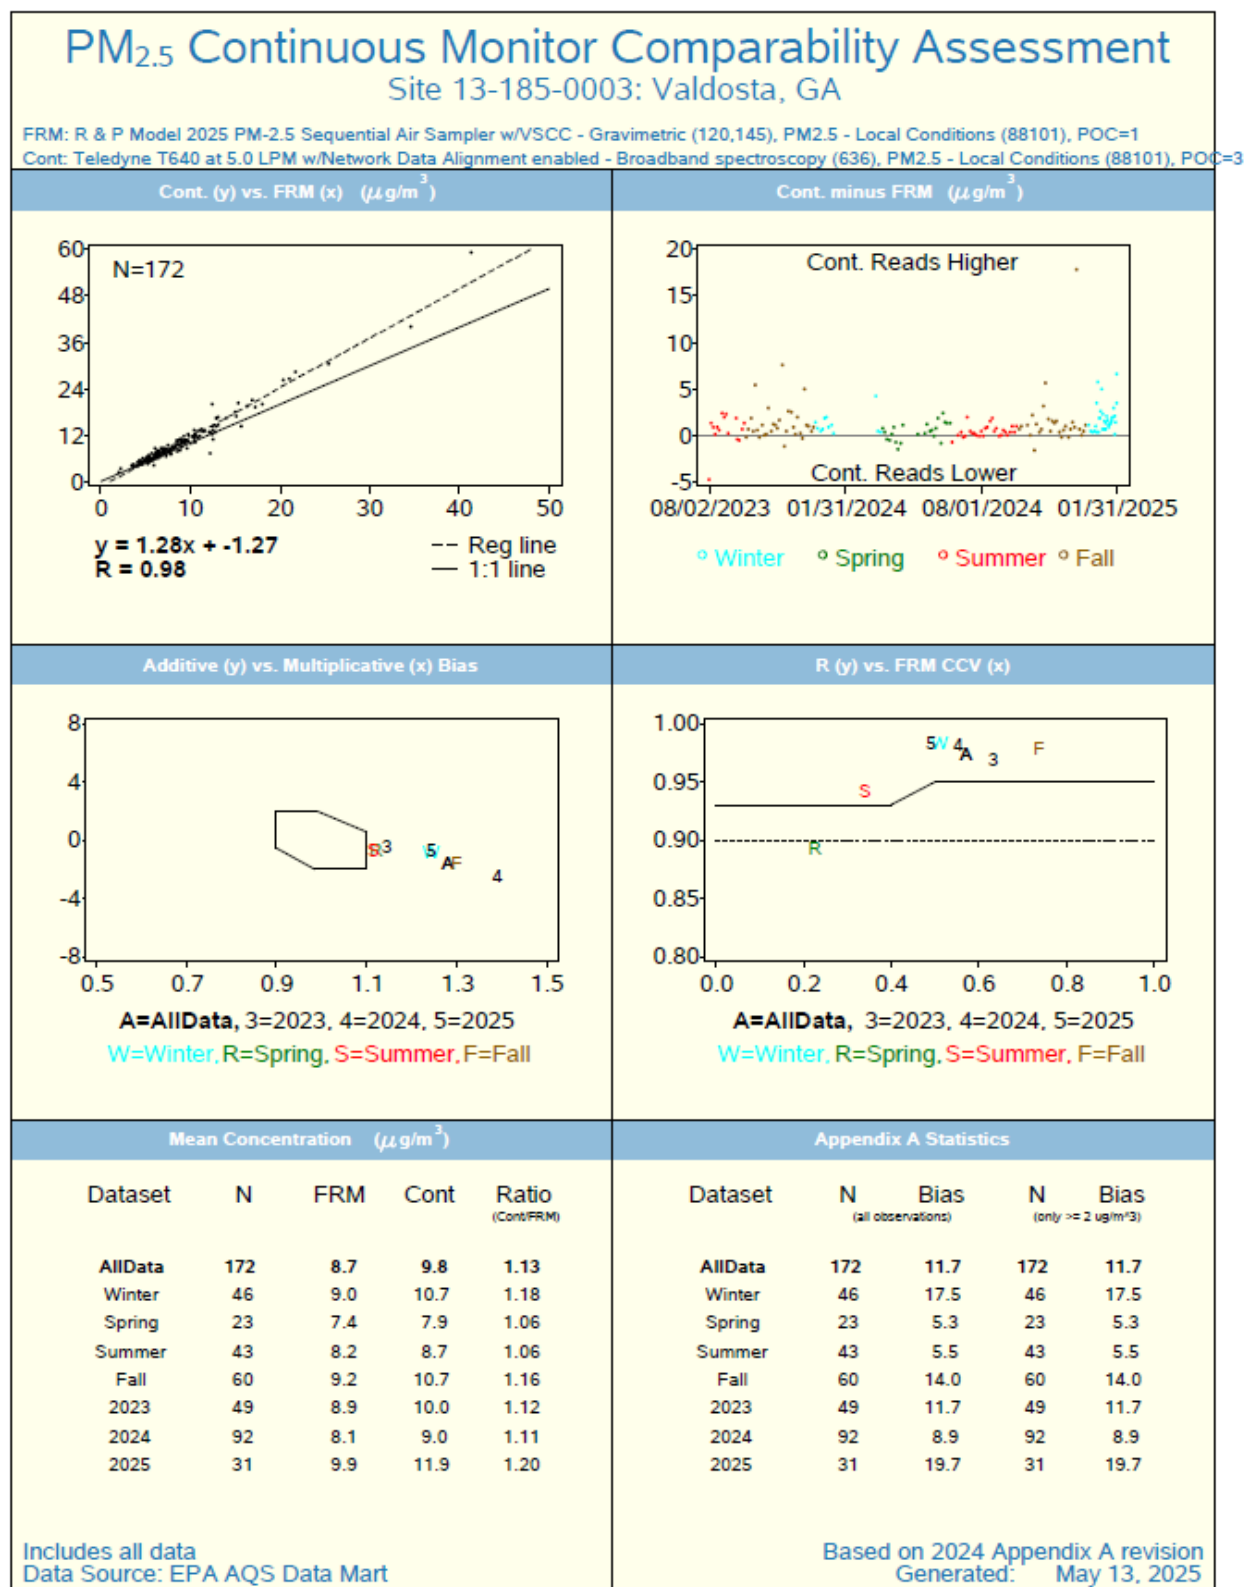 PM2.5 Continuous Monitor Comparability Assessment
Site 13-185-0003: Valdosta, GA
FRM: R & P Model 2025 PM-2.5 Sequential Air Sampler w/VSCC - Gravimetric (120,145), PM2.5 - Local Conditions (88101), POC=1
Cont: Teledyne T640 at 5.0 LPM w/Network Data Alignment enabled - Broadband spectroscopy (636), PM2.5 - Local Conditions (88101), POC=3
Cont. (y) vs. FRM (x) (μg/m³)
60
48
36
24
12
0
N=172
0 10 20 30 40 50
y = 1.28x + -1.27
R = 0.98
-- Reg line
— 1:1 line
Cont. minus FRM (μg/m³)
20
15
10
5
0
-5
Cont. Reads Higher
Cont. Reads Lower
08/02/2023 01/31/2024 08/01/2024 01/31/2025
Winter Spring Summer Fall
Additive (y) vs. Multiplicative (x) Bias
8
4
0
-4
-8
S R 3 5 W A F 4
0.5 0.7 0.9 1.1 1.3 1.5
A=AllData, 3=2023, 4=2024, 5=2025
W=Winter, R=Spring, S=Summer, F=Fall
R (y) vs. FRM CCV (x)
1.00
0.95
0.90
0.85
0.80
5 W 4 A 3 F
S
R
0.0 0.2 0.4 0.6 0.8 1.0
A=AllData, 3=2023, 4=2024, 5=2025
W=Winter, R=Spring, S=Summer, F=Fall
Mean Concentration (μg/m³)
Dataset N FRM Cont Ratio
(Cont/FRM)
AllData 172 8.7 9.8 1.13
Winter 46 9.0 10.7 1.18
Spring 23 7.4 7.9 1.06
Summer 43 8.2 8.7 1.06
Fall 60 9.2 10.7 1.16
2023 49 8.9 10.0 1.12
2024 92 8.1 9.0 1.11
2025 31 9.9 11.9 1.20
Includes all data
Data Source: EPA AQS Data Mart
Appendix A Statistics
Dataset N Bias N Bias
(all observations) (only >= 2 ug/m^3)
AllData 172 11.7 172 11.7
Winter 46 17.5 46 17.5
Spring 23 5.3 23 5.3
Summer 43 5.5 43 5.5
Fall 60 14.0 60 14.0
2023 49 11.7 49 11.7
2024 92 8.9 92 8.9
2025 31 19.7 31 19.7
Based on 2024 Appendix A revision
Generated: May 13, 2025